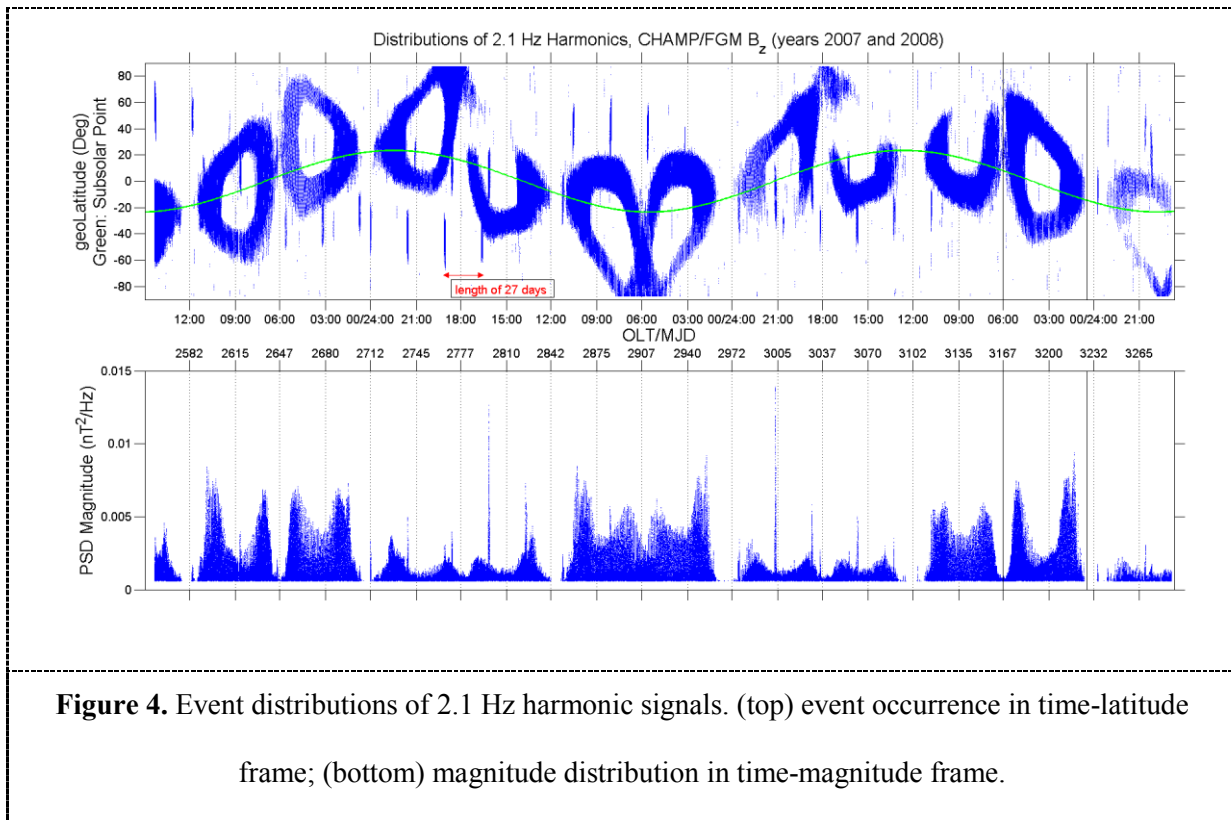 Distributions of 2.1 Hz Harmonics, CHAMP/FGM Bz (years 2007 and 2008)
geoLatitude (Deg)
Green: Subsolar Point
80
60
40
20
0
-20
-40
-60
-80
length of 27 days
12:00 09:00 06:00 03:00 00/24:00 21:00 18:00 15:00 12:00 09:00 06:00 03:00 00/24:00 21:00 18:00 15:00 12:00 09:00 06:00 03:00 00/24:00 21:00
OLT/MJD
2582 2615 2647 2680 2712 2745 2777 2810 2842 2875 2907 2940 2972 3005 3037 3070 3102 3135 3167 3200 3232 3265
PSD Magnitude (nT²/Hz)
0.015
0.01
0.005
0
Figure 4. Event distributions of 2.1 Hz harmonic signals. (top) event occurrence in time-latitude
frame; (bottom) magnitude distribution in time-magnitude frame.